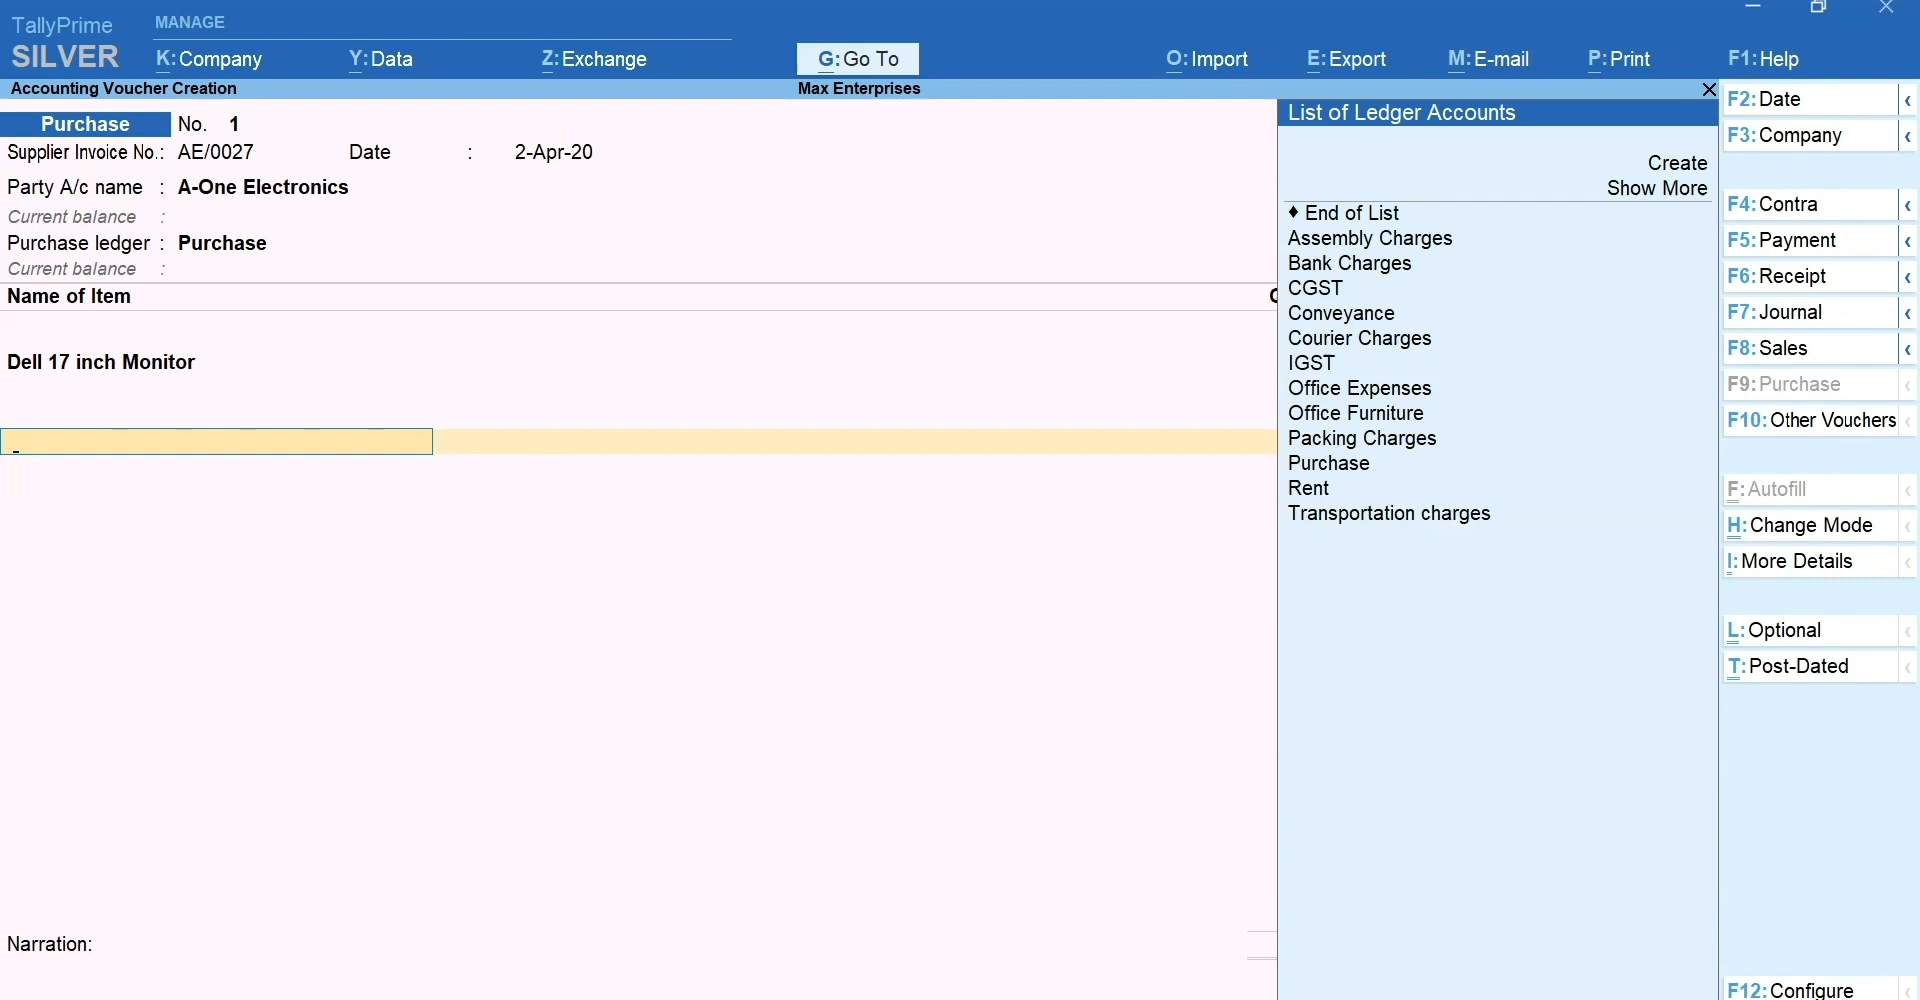 TallyPrime
SILVER
MANAGE
K: Company
Y: Data
Z: Exchange
G: Go To
O: Import
E: Export
M: E-mail
P: Print
F1: Help
Accounting Voucher Creation
Max Enterprises
Purchase No. 1
Supplier Invoice No.: AE/0027 Date : 2-Apr-20
Party A/c name : A-One Electronics
Current balance :
Purchase ledger : Purchase
Current balance :
Name of Item
Dell 17 inch Monitor
Narration:
List of Ledger Accounts
Create
Show More
♦ End of List
Assembly Charges
Bank Charges
CGST
Conveyance
Courier Charges
IGST
Office Expenses
Office Furniture
Packing Charges
Purchase
Rent
Transportation charges
F2: Date
F3: Company
F4: Contra
F5: Payment
F6: Receipt
F7: Journal
F8: Sales
F9: Purchase
F10: Other Vouchers
F: Autofill
H: Change Mode
I: More Details
L: Optional
T: Post-Dated
F12: Configure